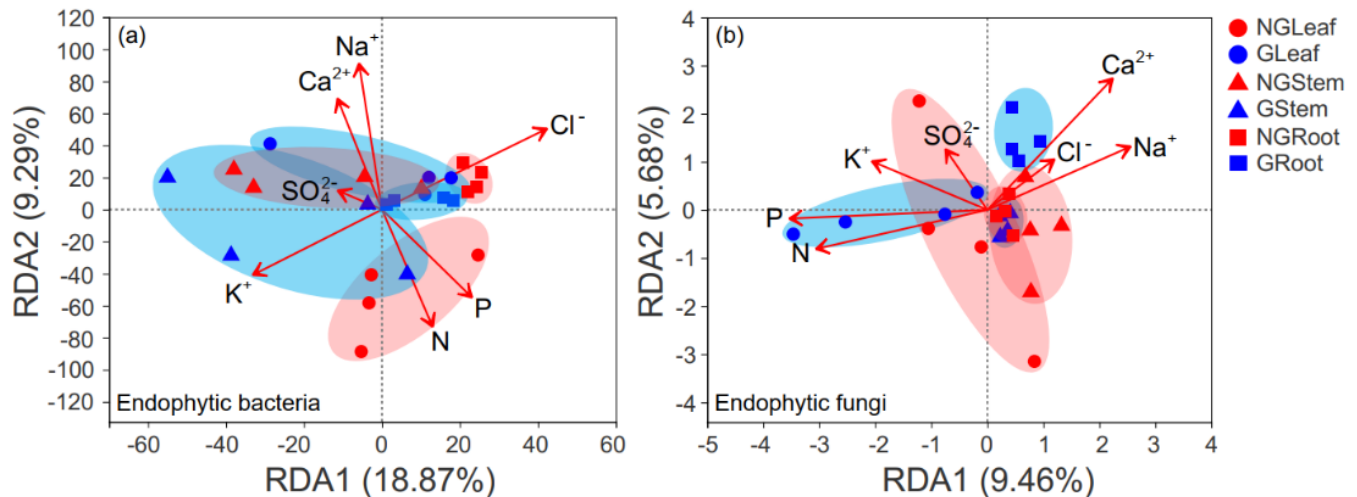 (a)
RDA2 (9.29%)
120
100
80
60
40
20
0
-20
-40
-60
-80
-100
-120
Na⁺
Ca²⁺
Cl⁻
SO₄²⁻
K⁺
P
N
Endophytic bacteria
-60 -40 -20 0 20 40 60
RDA1 (18.87%)
(b)
RDA2 (5.68%)
4
3
2
1
0
-1
-2
-3
-4
Ca²⁺
SO₄²⁻
Na⁺
Cl⁻
K⁺
P
N
Endophytic fungi
-5 -4 -3 -2 -1 0 1 2 3 4
RDA1 (9.46%)
NGLeaf
GLeaf
NGStem
GStem
NGRoot
GRoot